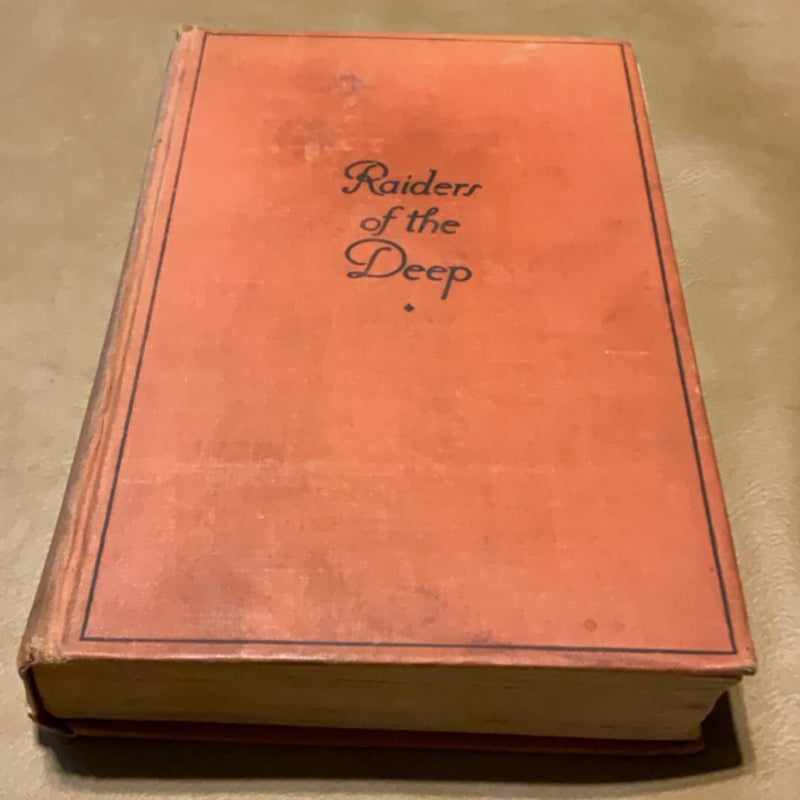 Raiders
of the
Deep